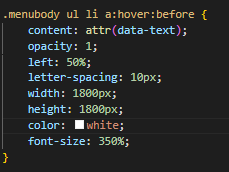 .menubody ul li a:hover:before {
content: attr(data-text);
opacity: 1;
left: 50%;
letter-spacing: 10px;
width: 1800px;
height: 1800px;
color: white;
font-size: 350%;
}